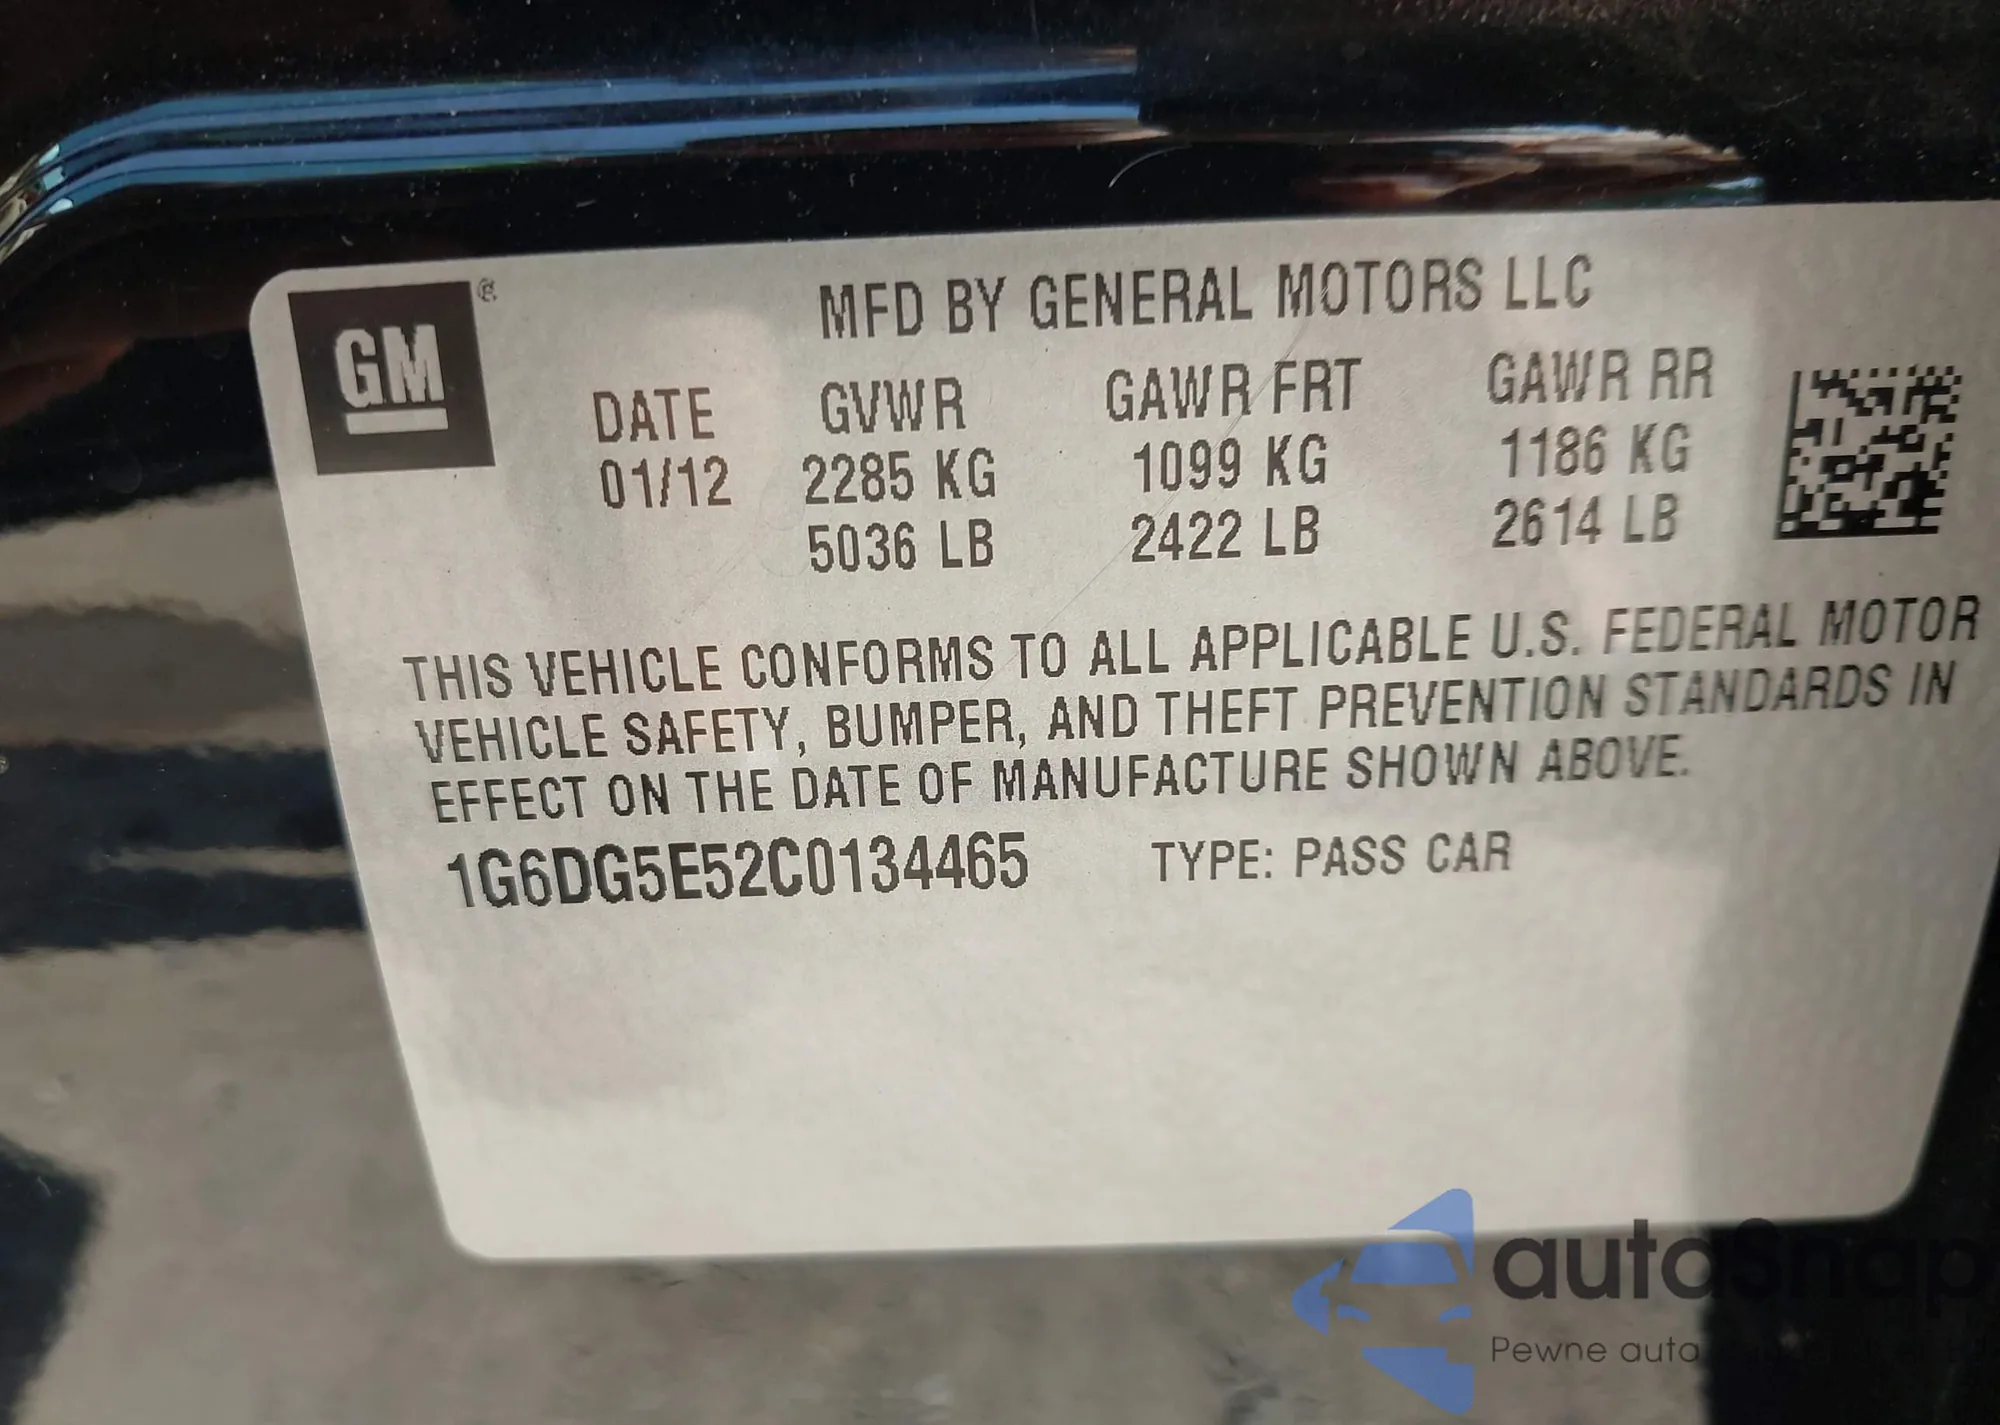 GM ®
MFD BY GENERAL MOTORS LLC
DATE GVWR GAWR FRT GAWR RR
01/12 2285 KG 1099 KG 1186 KG
5036 LB 2422 LB 2614 LB
THIS VEHICLE CONFORMS TO ALL APPLICABLE U.S. FEDERAL MOTOR
VEHICLE SAFETY, BUMPER, AND THEFT PREVENTION STANDARDS IN
EFFECT ON THE DATE OF MANUFACTURE SHOWN ABOVE.
1G6DG5E52C0134465 TYPE: PASS CAR
autoSnap
Pewne auta